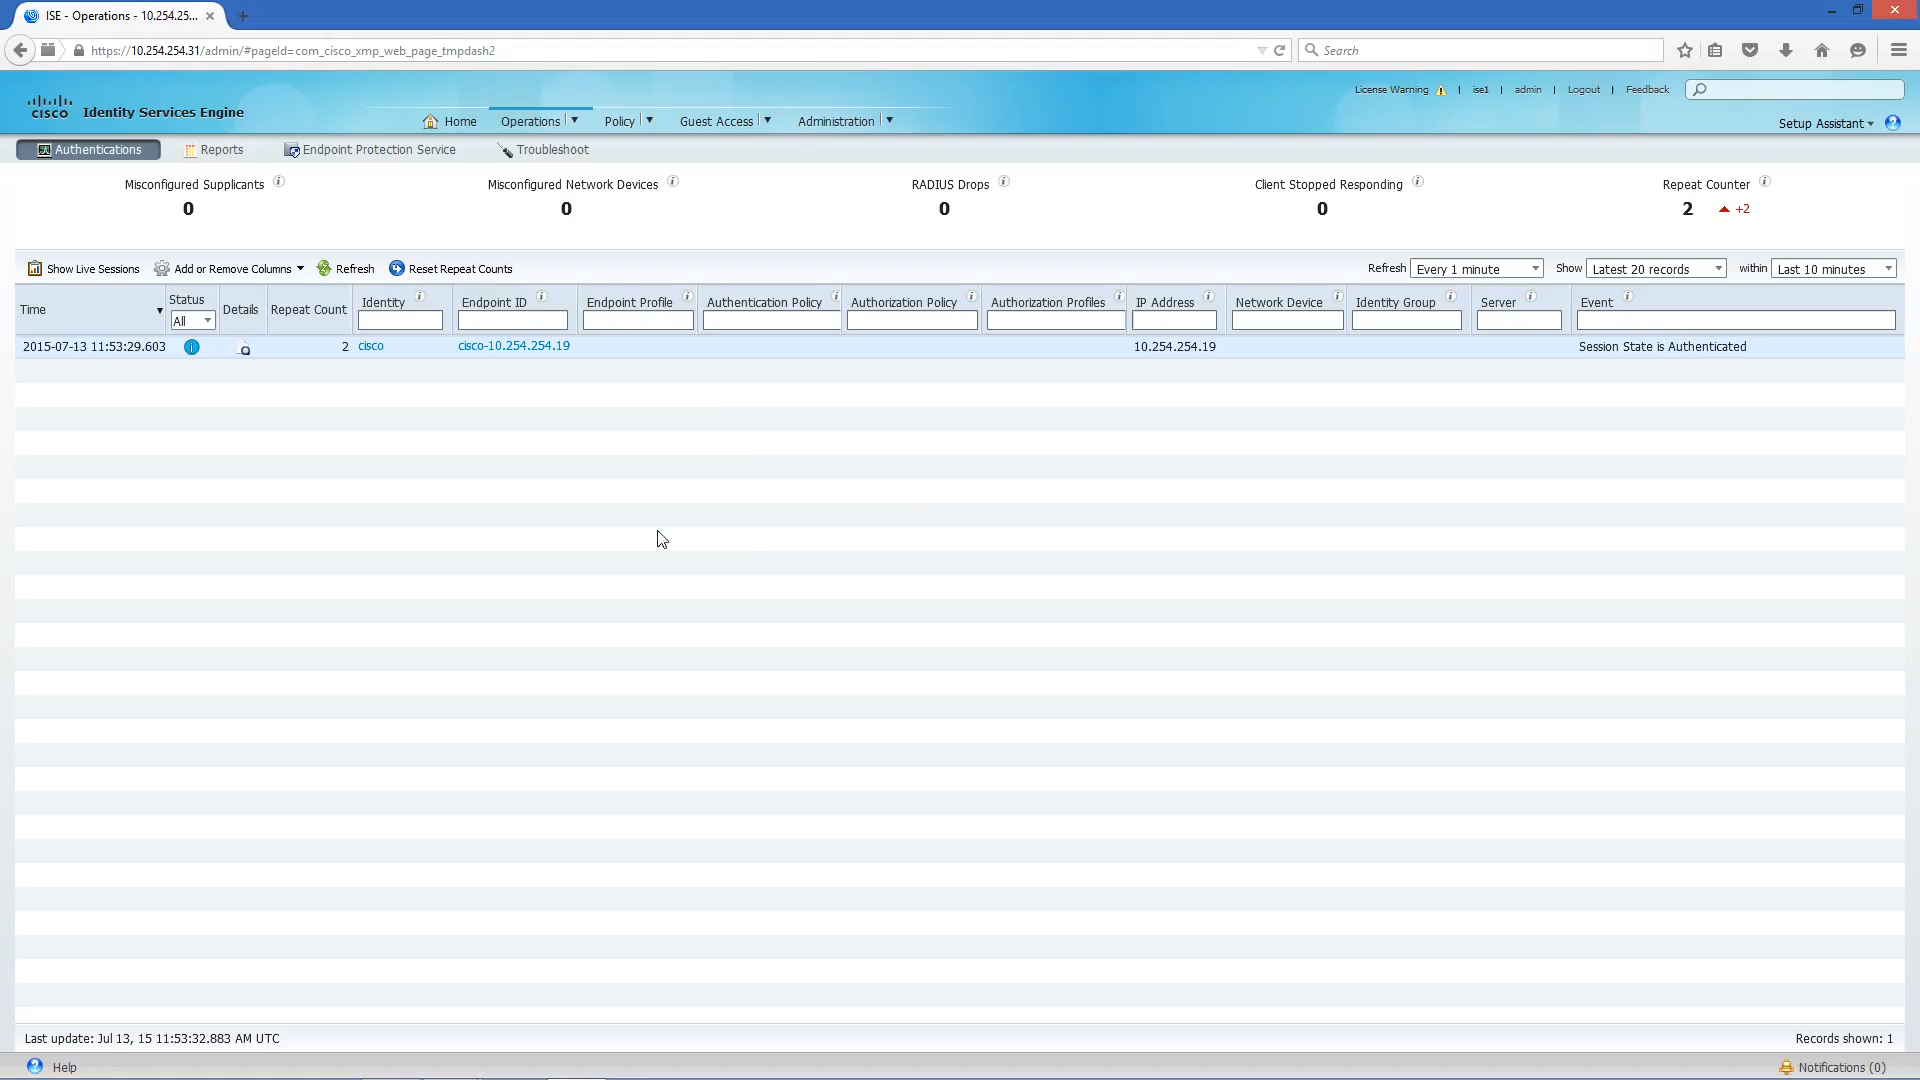 ISE - Operations - 10.254.25...
https://10.254.254.31/admin/#pageId=com_cisco_xmp_web_page_tmpdash2
Search
License Warning | ise1 | admin | Logout | Feedback
CISCO Identity Services Engine
Home Operations Policy Guest Access Administration
Setup Assistant
Authentications Reports Endpoint Protection Service Troubleshoot
Misconfigured Supplicants Misconfigured Network Devices RADIUS Drops Client Stopped Responding Repeat Counter
0 0 0 0 2 +2
Show Live Sessions Add or Remove Columns Refresh Reset Repeat Counts Refresh Every 1 minute Show Latest 20 records within Last 10 minutes
Time Status Details Repeat Count Identity Endpoint ID Endpoint Profile Authentication Policy Authorization Policy Authorization Profiles IP Address Network Device Identity Group Server Event
All
2015-07-13 11:53:29.603 2 cisco cisco-10.254.254.19 10.254.254.19 Session State is Authenticated
Last update: Jul 13, 15 11:53:32.883 AM UTC Records shown: 1
Help Notifications (0)